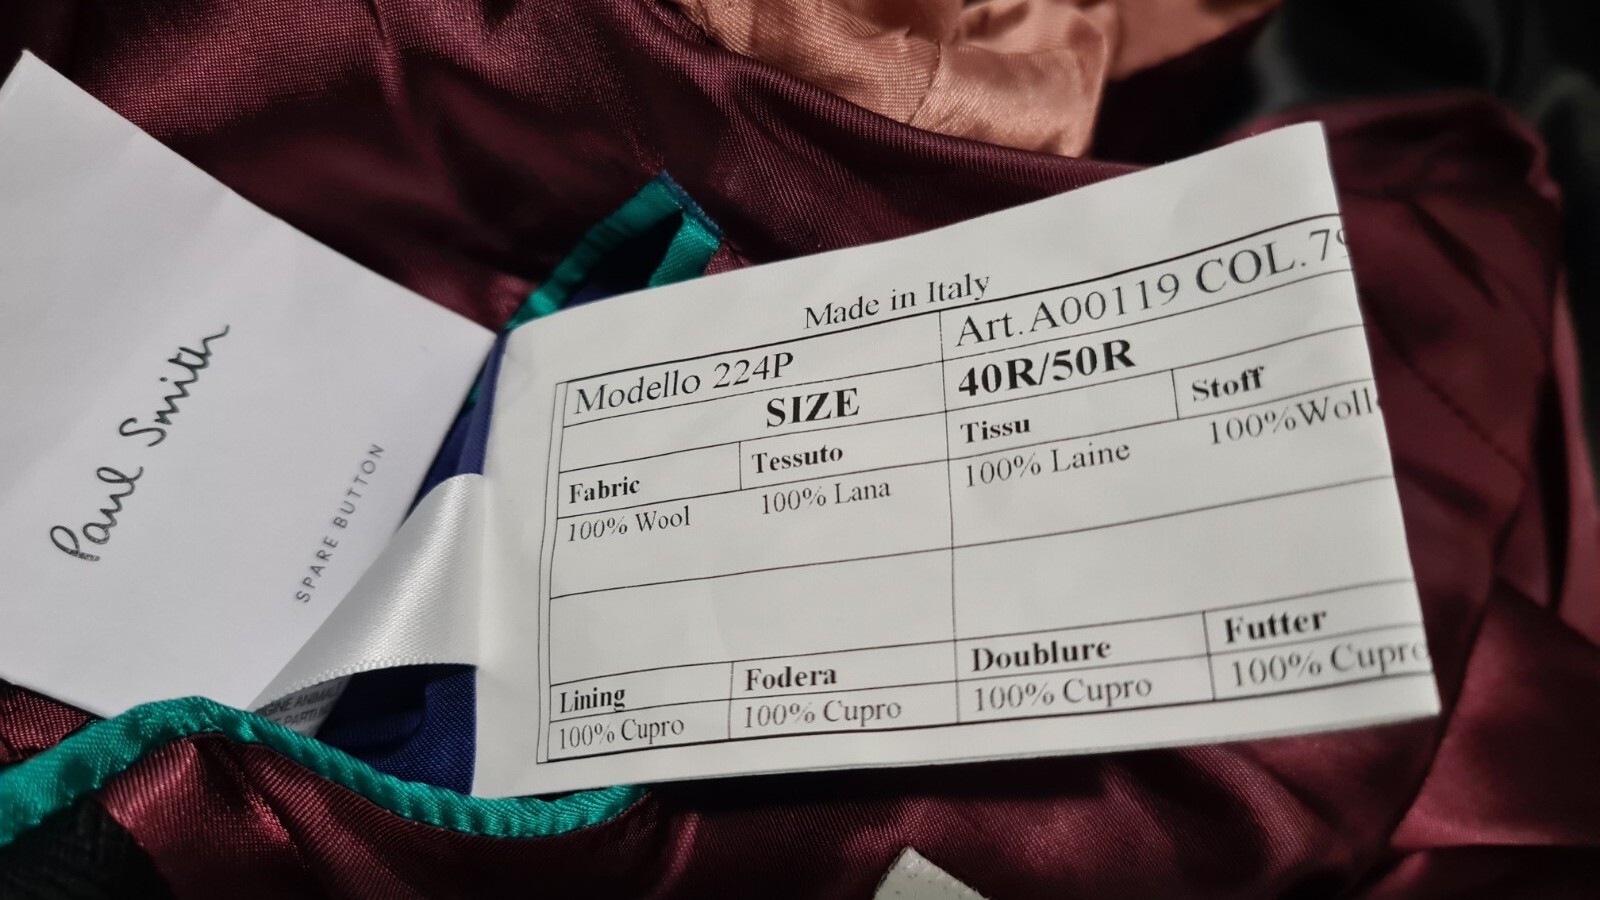 Paul Smith
SPARE BUTTON
Made in Italy
Modello 224P Art.A00119 COL.79
SIZE 40R/50R
Fabric Tessuto Tissu Stoff
100% Wool 100% Lana 100% Laine 100%Woll
Lining Fodera Doublure Futter
100% Cupro 100% Cupro 100% Cupro 100% Cupro